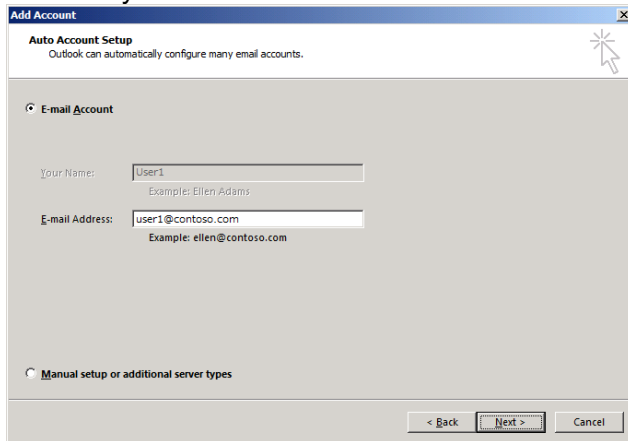 Add Account
Auto Account Setup
Outlook can automatically configure many email accounts.
E-mail Account
Your Name: User1
Example: Ellen Adams
E-mail Address: user1@contoso.com
Example: ellen@contoso.com
Manual setup or additional server types
< Back Next > Cancel